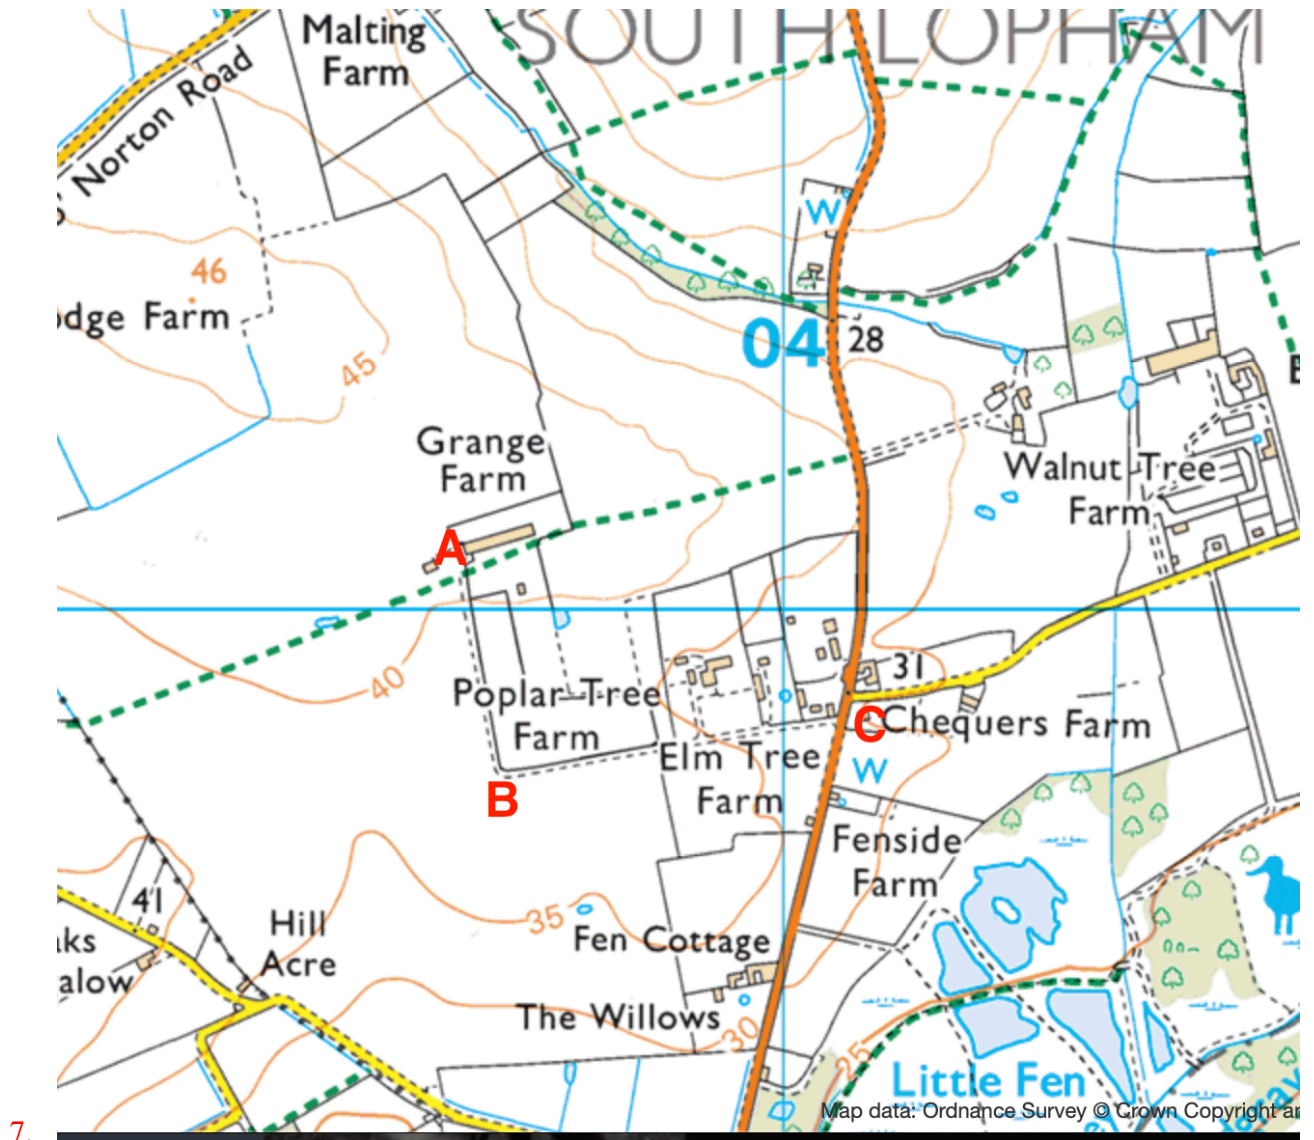 SOUTH LOPHAM
Malting
Farm
Norton Road
W
46
dge Farm
04
28
45
Grange
Farm
Walnut Tree
Farm
A
40
31
Poplar Tree
Farm
C
Chequers Farm
Elm Tree
Farm
W
B
Fenside
Farm
41
Hill
Acre
35
Fen Cottage
aks
alow
The Willows
30
25
Little Fen
Map data: Ordnance Survey © Crown Copyright
7.